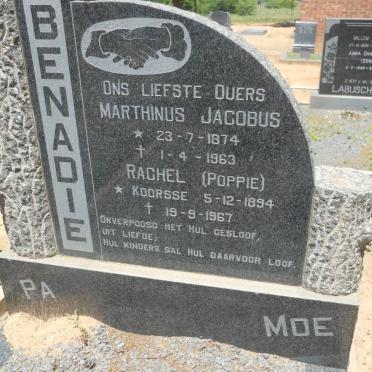 BENADIE
ONS LIEFSTE OUERS
MARTHINUS JACOBUS
* 23-7-1874
† 1-4-1963
RACHEL (POPPIE)
* KOORSSE 5-12-1894
† 19-9-1967
ONVERPOOSD HET HUL GESLOOF,
UIT LIEFDE;
HUL KINDERS SAL HUL DAARVOOR LOOF.
PA
MOE
WILLEM
LABUSCH